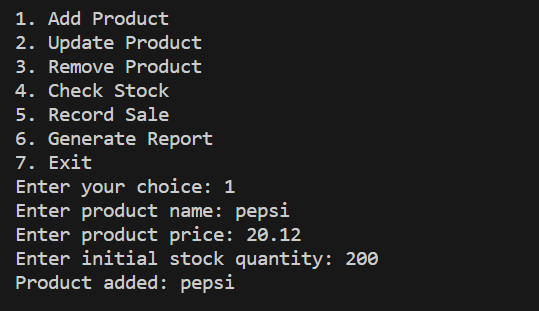 1. Add Product
2. Update Product
3. Remove Product
4. Check Stock
5. Record Sale
6. Generate Report
7. Exit
Enter your choice: 1
Enter product name: pepsi
Enter product price: 20.12
Enter initial stock quantity: 200
Product added: pepsi